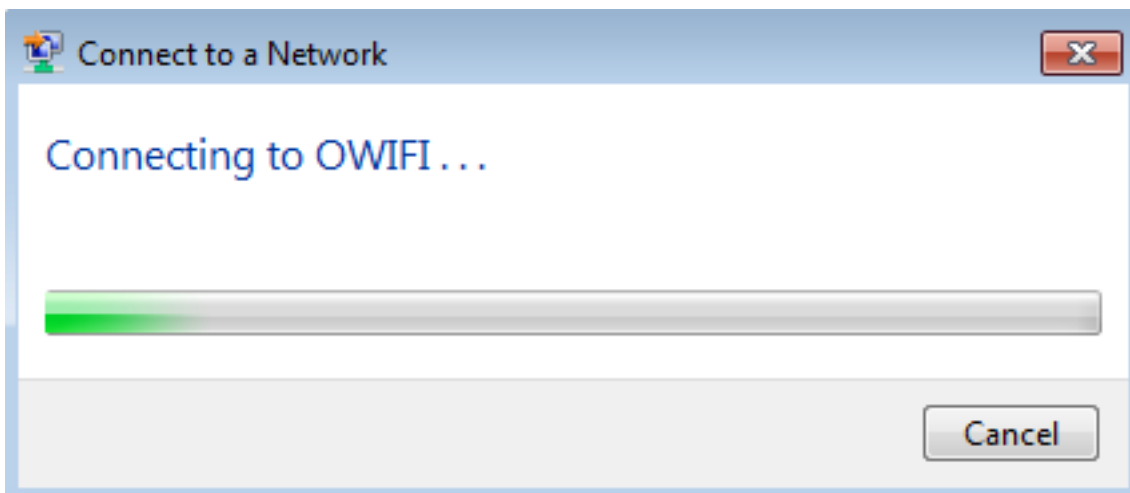 Connect to a Network
Connecting to OWIFI . . .
Cancel